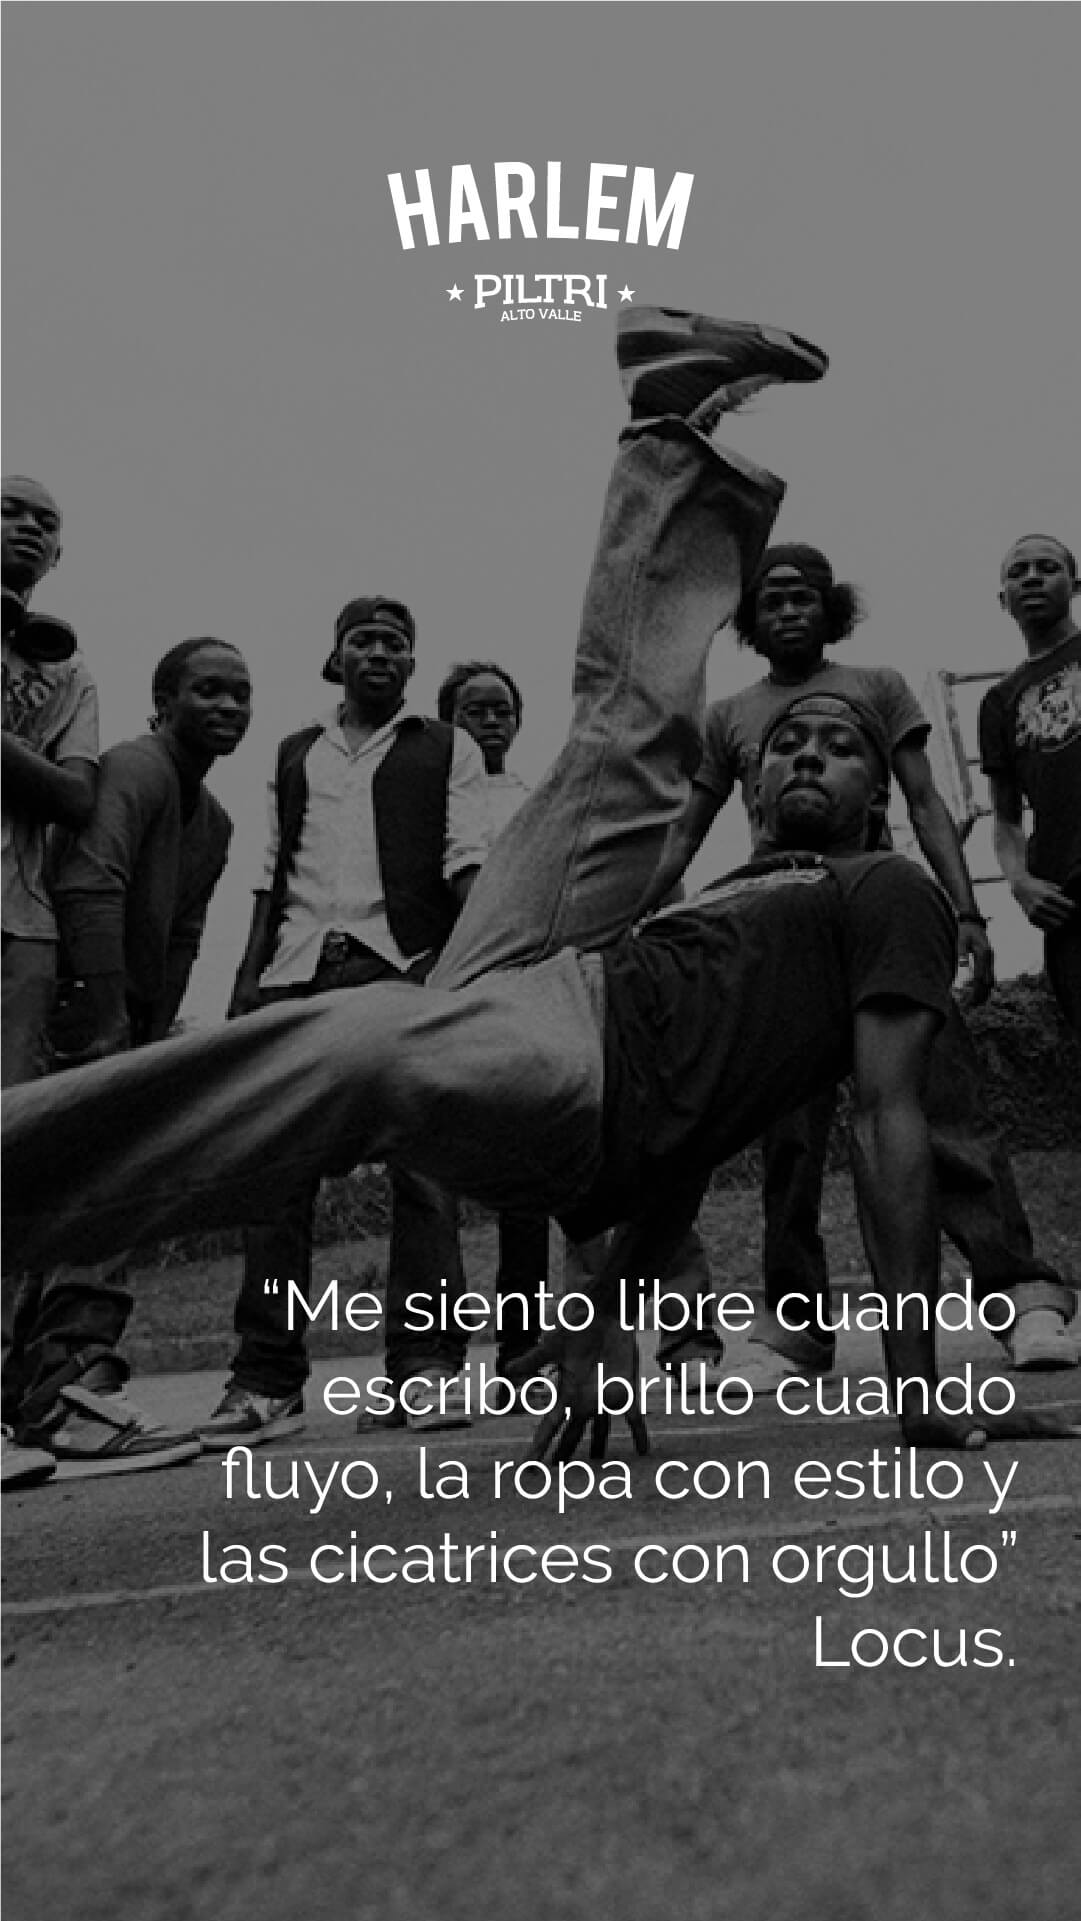 HARLEM
PILTRI
ALTO VALLE
“Me siento libre cuando
escribo, brillo cuando
fluyo, la ropa con estilo y
las cicatrices con orgullo”
Locus.